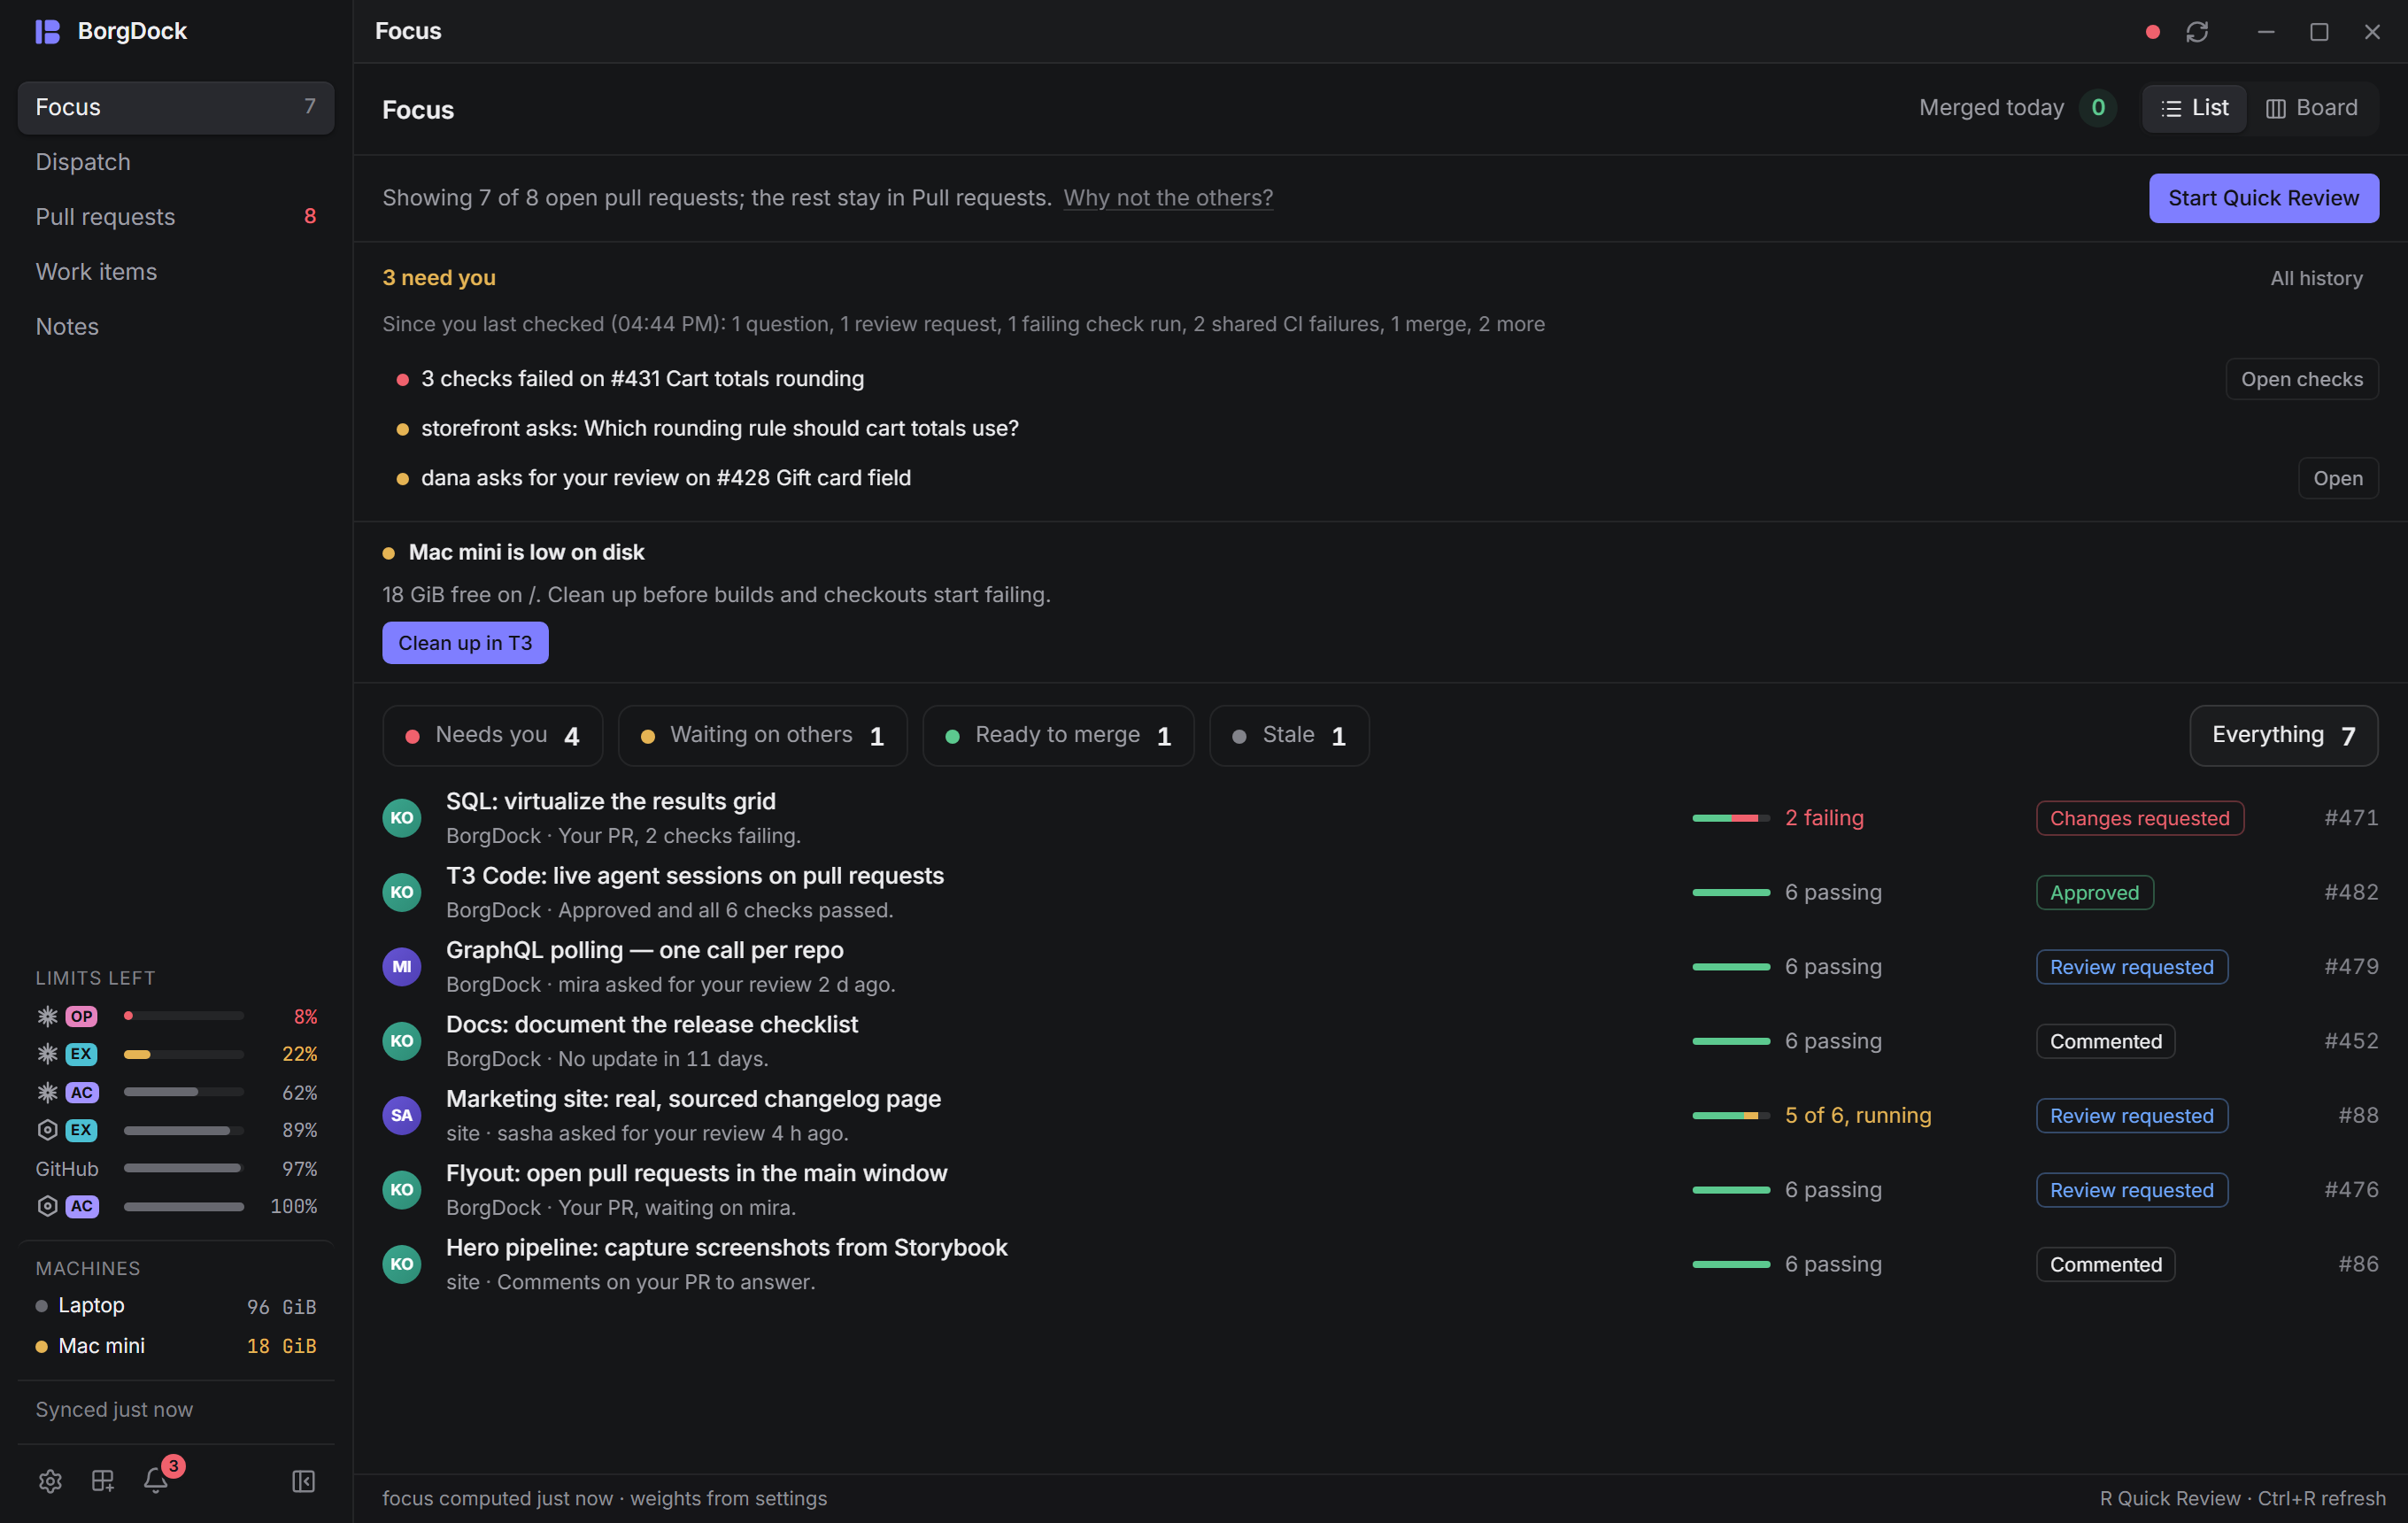 BorgDock
Focus 7
Dispatch
Pull requests 8
Work items
Notes
LIMITS LEFT
OP 8%
EX 22%
AC 62%
EX 89%
GitHub 97%
AC 100%
MACHINES
Laptop 96 GiB
Mac mini 18 GiB
Synced just now
3
Focus
Focus
Merged today 0 List Board
Showing 7 of 8 open pull requests; the rest stay in Pull requests. Why not the others? Start Quick Review
3 need you All history
Since you last checked (04:44 PM): 1 question, 1 review request, 1 failing check run, 2 shared CI failures, 1 merge, 2 more
3 checks failed on #431 Cart totals rounding Open checks
storefront asks: Which rounding rule should cart totals use?
dana asks for your review on #428 Gift card field Open
Mac mini is low on disk
18 GiB free on /. Clean up before builds and checkouts start failing.
Clean up in T3
Needs you 4 Waiting on others 1 Ready to merge 1 Stale 1 Everything 7
KO SQL: virtualize the results grid 2 failing Changes requested #471
BorgDock · Your PR, 2 checks failing.
KO T3 Code: live agent sessions on pull requests 6 passing Approved #482
BorgDock · Approved and all 6 checks passed.
MI GraphQL polling — one call per repo 6 passing Review requested #479
BorgDock · mira asked for your review 2 d ago.
KO Docs: document the release checklist 6 passing Commented #452
BorgDock · No update in 11 days.
SA Marketing site: real, sourced changelog page 5 of 6, running Review requested #88
site · sasha asked for your review 4 h ago.
KO Flyout: open pull requests in the main window 6 passing Review requested #476
BorgDock · Your PR, waiting on mira.
KO Hero pipeline: capture screenshots from Storybook 6 passing Commented #86
site · Comments on your PR to answer.
focus computed just now · weights from settings R Quick Review · Ctrl+R refresh